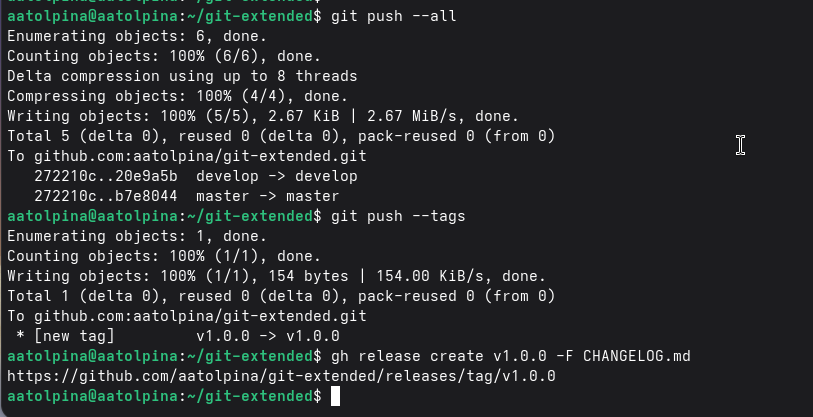 aatolpina@aatolpina:~/git-extended$ git push --all
Enumerating objects: 6, done.
Counting objects: 100% (6/6), done.
Delta compression using up to 8 threads
Compressing objects: 100% (4/4), done.
Writing objects: 100% (5/5), 2.67 KiB | 2.67 MiB/s, done.
Total 5 (delta 0), reused 0 (delta 0), pack-reused 0 (from 0)
To github.com:aatolpina/git-extended.git
   272210c..20e9a5b  develop -> develop
   272210c..b7e8044  master -> master
aatolpina@aatolpina:~/git-extended$ git push --tags
Enumerating objects: 1, done.
Counting objects: 100% (1/1), done.
Writing objects: 100% (1/1), 154 bytes | 154.00 KiB/s, done.
Total 1 (delta 0), reused 0 (delta 0), pack-reused 0 (from 0)
To github.com:aatolpina/git-extended.git
 * [new tag]         v1.0.0 -> v1.0.0
aatolpina@aatolpina:~/git-extended$ gh release create v1.0.0 -F CHANGELOG.md
https://github.com/aatolpina/git-extended/releases/tag/v1.0.0
aatolpina@aatolpina:~/git-extended$